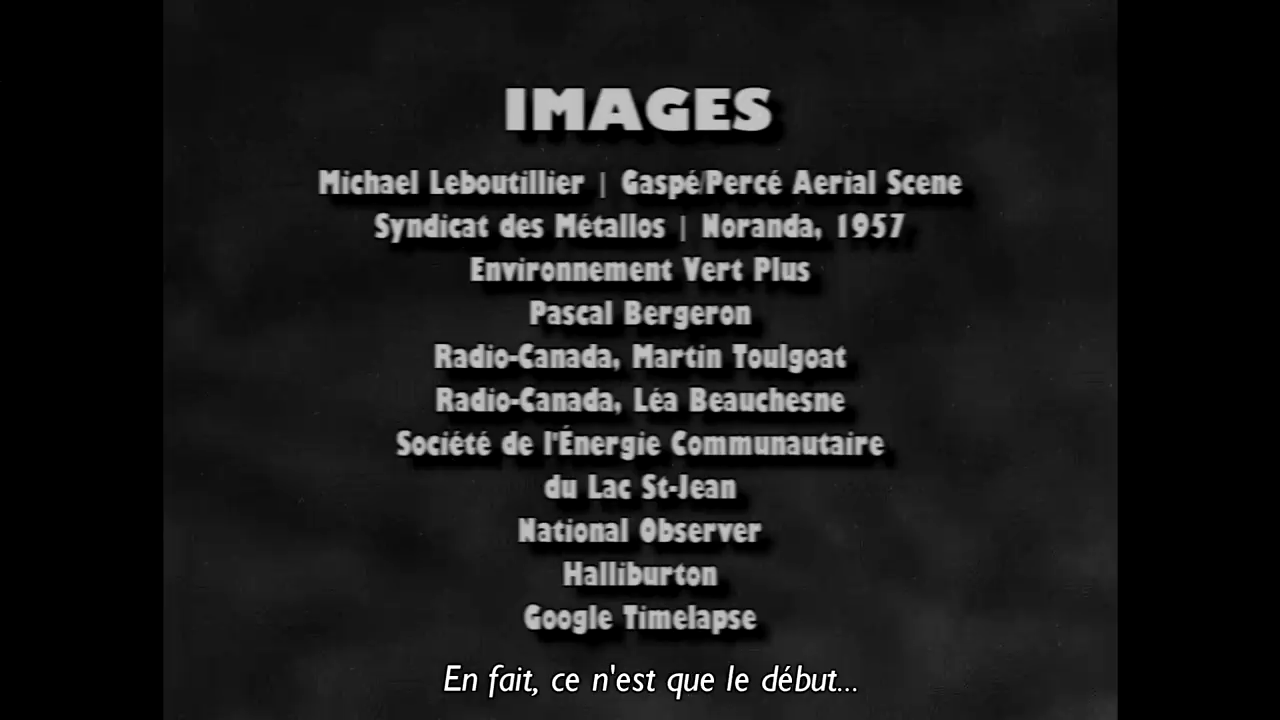 IMAGES
Michael Leboutillier | Gaspé/Percé Aerial Scene
Syndicat des Métallos | Noranda, 1957
Environnement Vert Plus
Pascal Bergeron
Radio-Canada, Martin Toulgoat
Radio-Canada, Léa Beauchesne
Société de l'Énergie Communautaire
du Lac St-Jean
National Observer
Halliburton
Google Timelapse
En fait, ce n'est que le début...